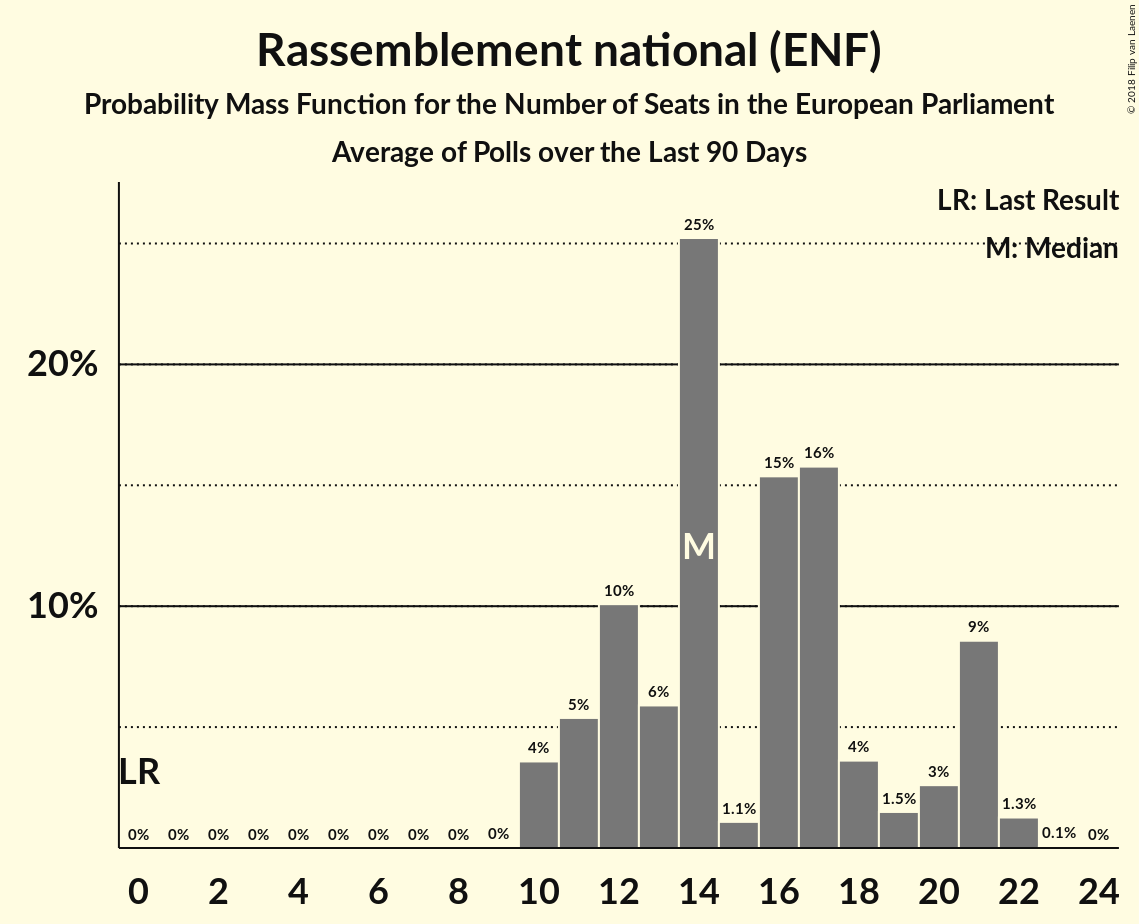 Rassemblement national (ENF)
Probability Mass Function for the Number of Seats in the European Parliament
Average of Polls over the Last 90 Days
© 2018 Filip van Laenen
LR: Last Result
M: Median
20%
10%
0% 0% 0% 0% 0% 0% 0% 0% 0% 0% 4% 5% 10% 6% 25% 1.1% 15% 16% 4% 1.5% 3% 9% 1.3% 0.1% 0%
LR
M
0 2 4 6 8 10 12 14 16 18 20 22 24